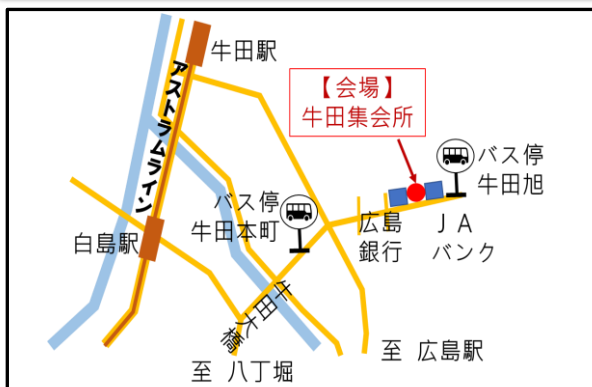 牛田駅
アストラムライン
【会場】
牛田集会所
バス停
牛田旭
バス停
牛田本町
広島
銀行
JA
バンク
白島駅
牛田大橋
至 八丁堀
至 広島駅